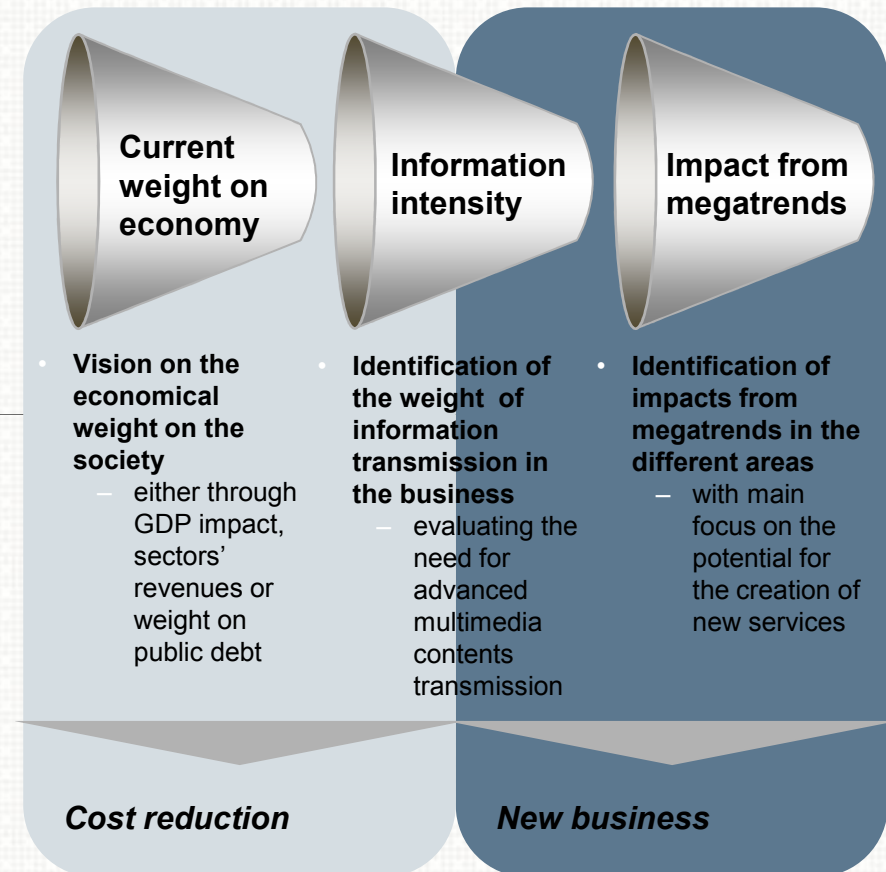 Current
weight on
economy
Information
intensity
Impact from
megatrends
• Vision on the
economical
weight on the
society
– either through
GDP impact,
sectors’
revenues or
weight on
public debt
• Identification of
the weight of
information
transmission in
the business
– evaluating the
need for
advanced
multimedia
contents
transmission
• Identification of
impacts from
megatrends in the
different areas
– with main
focus on the
potential for
the creation of
new services
Cost reduction
New business